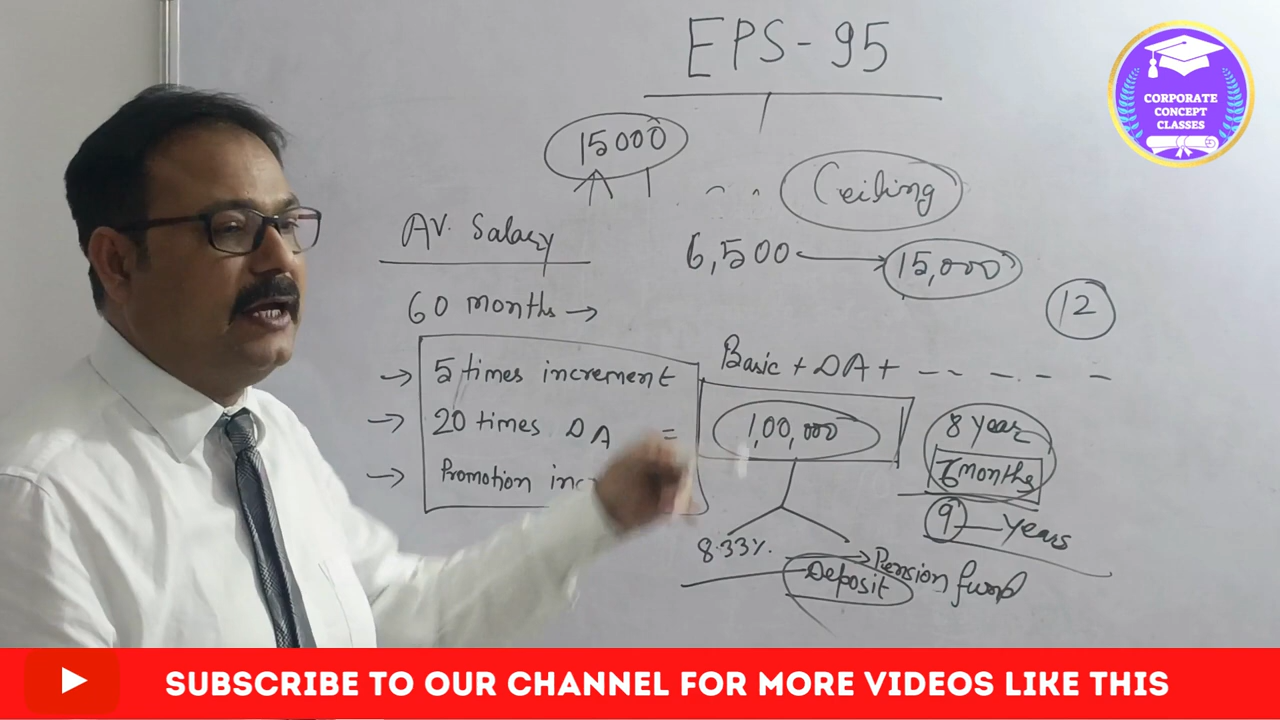 EPS-95
15000
Ceiling
AV. Salary
6,500 → 15,000
12
60 months →
Basic + DA + - - - - -
→ 5 times increment
→ 20 times DA =
→ Promotion inc
1,00,000
8 year
6 months
9 — years
8.33%. → Pension fund
Deposit
CORPORATE
CONCEPT
CLASSES
SUBSCRIBE TO OUR CHANNEL FOR MORE VIDEOS LIKE THIS